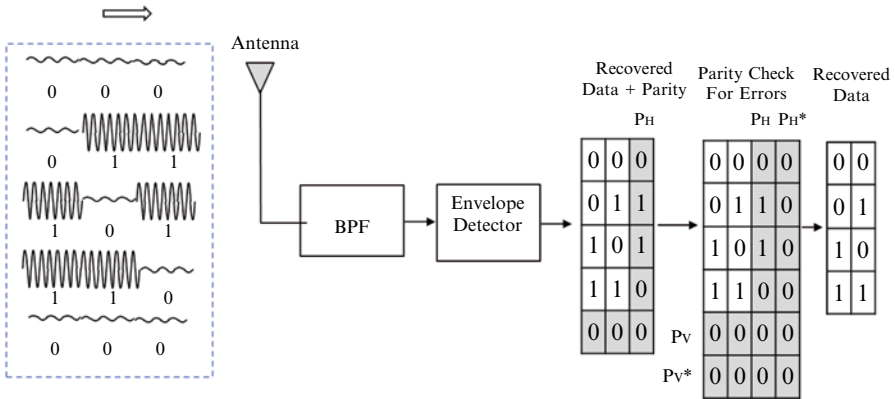 0 0 0
0 1 1
1 0 1
1 1 0
0 0 0
Antenna
BPF
Envelope
Detector
Recovered
Data + Parity
PH
0 0 0
0 1 1
1 0 1
1 1 0
0 0 0
Parity Check
For Errors
PH PH*
0 0 0 0
0 1 1 0
1 0 1 0
1 1 0 0
PV 0 0 0 0
PV* 0 0 0 0
Recovered
Data
0 0
0 1
1 0
1 1